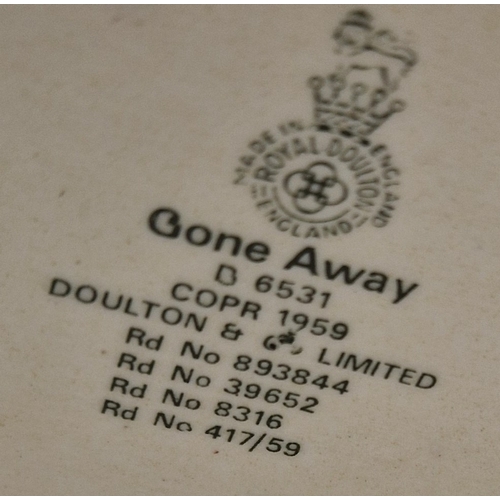 MADE IN ENGLAND
ROYAL DOULTON
ENGLAND
Gone Away
D 6531
COPR 1959
DOULTON & Co LIMITED
Rd No 893844
Rd No 39652
Rd No 8316
Rd No 417/59